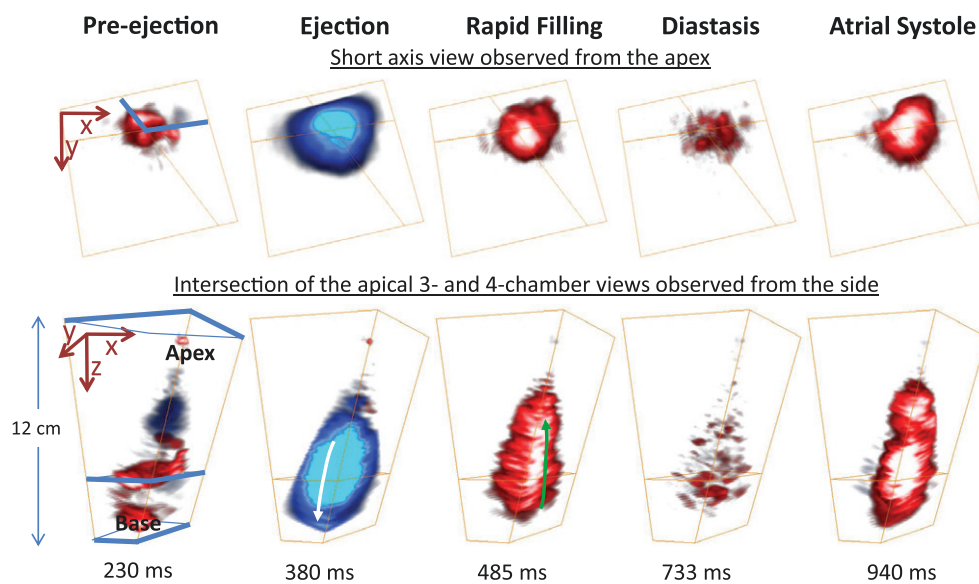 Pre-ejection Ejection Rapid Filling Diastasis Atrial Systole
Short axis view observed from the apex
x
y
Intersection of the apical 3- and 4-chamber views observed from the side
y
x
z
Apex
12 cm
Base
230 ms 380 ms 485 ms 733 ms 940 ms